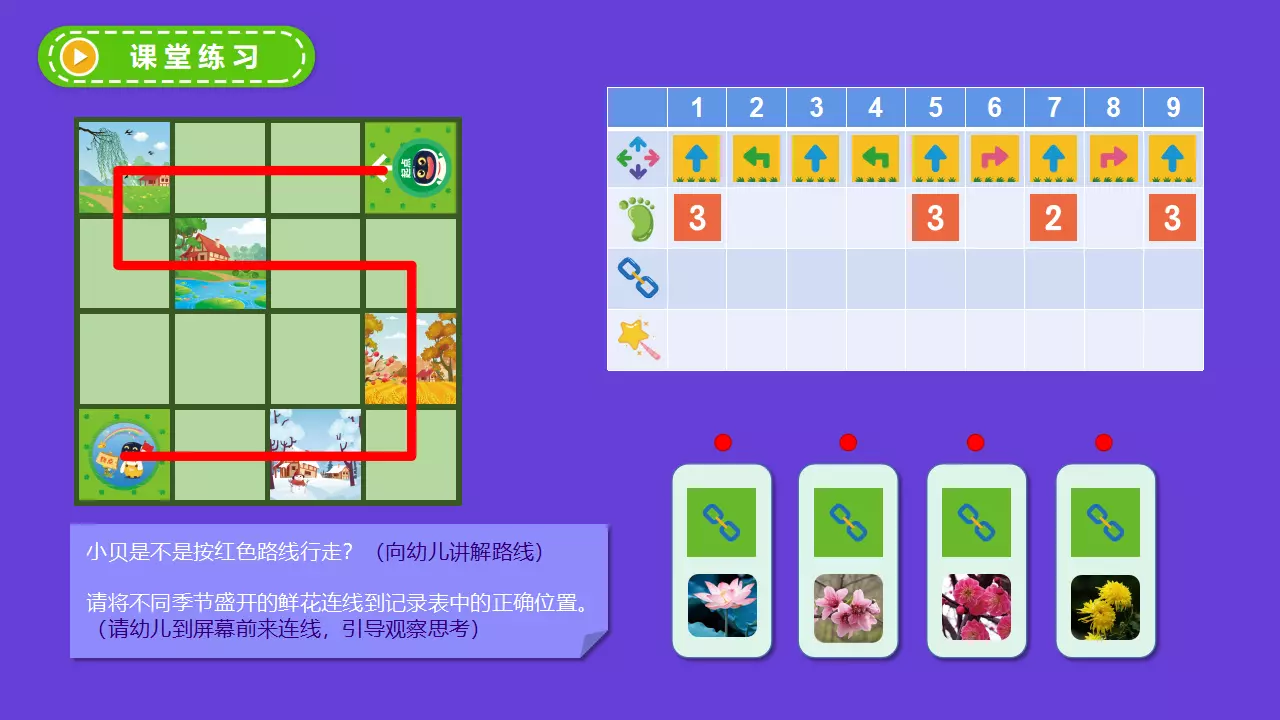 课堂练习
起点
1 2 3 4 5 6 7 8 9
3 3 2 3
小贝是不是按红色路线行走？（向幼儿讲解路线）
请将不同季节盛开的鲜花连线到记录表中的正确位置。
（请幼儿到屏幕前来连线，引导观察思考）